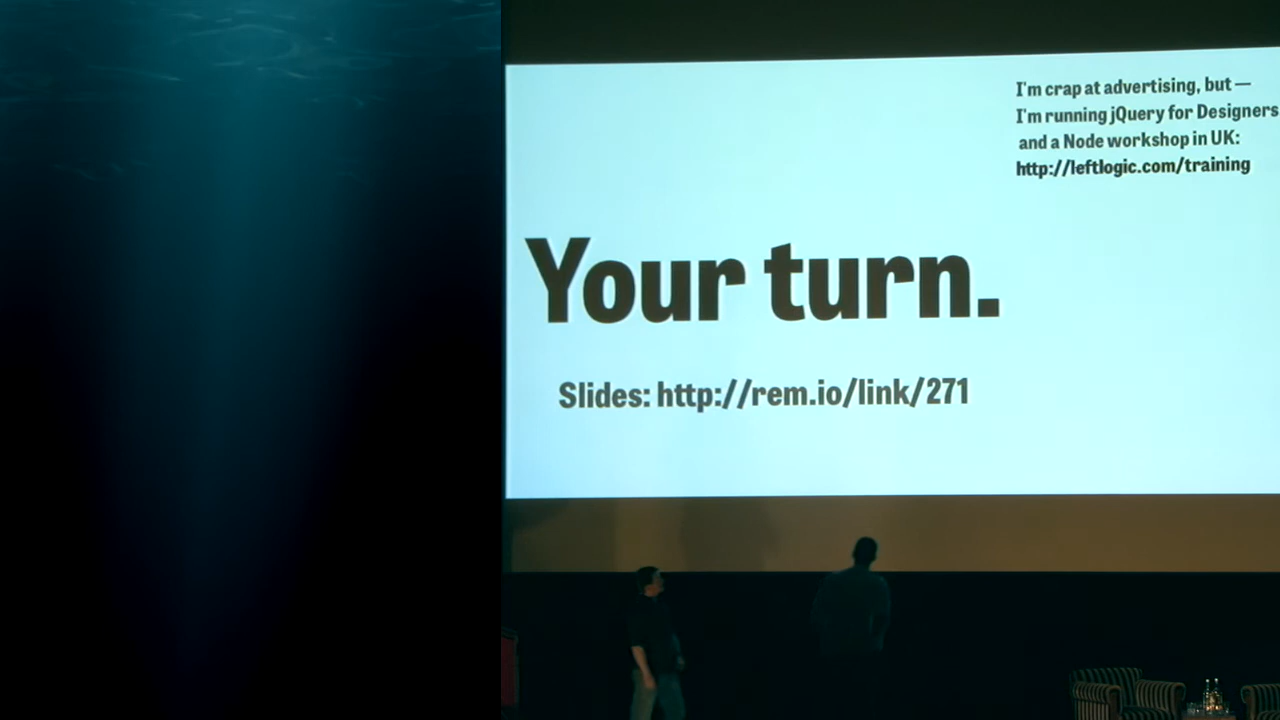 I'm crap at advertising, but —
I'm running jQuery for Designers
and a Node workshop in UK:
http://leftlogic.com/training
Your turn.
Slides: http://rem.io/link/271